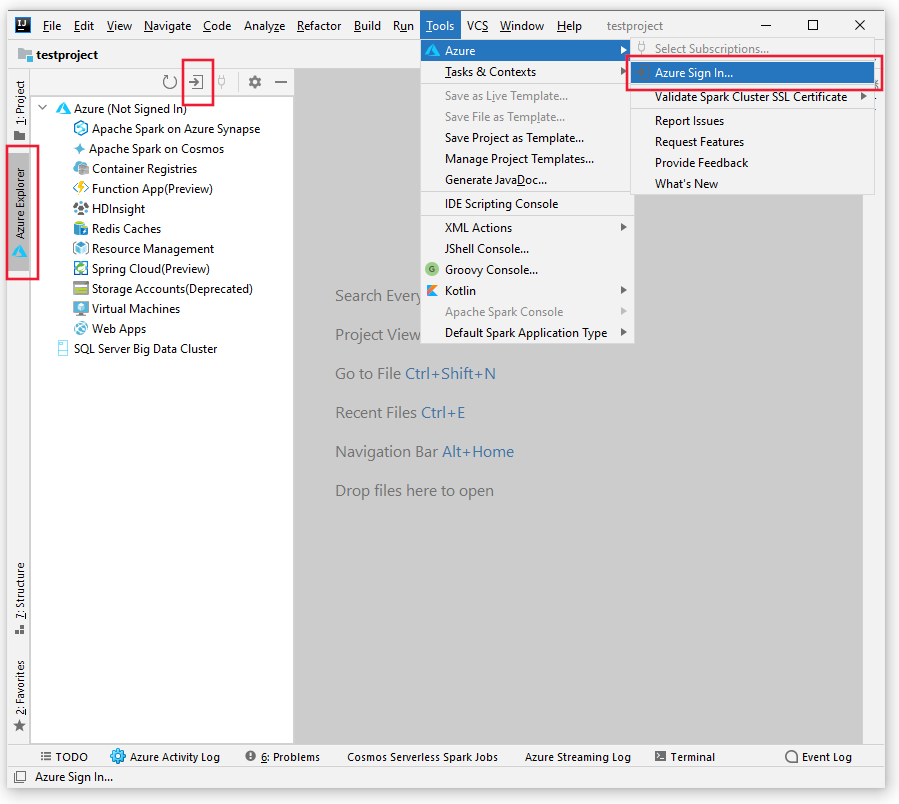 File Edit View Navigate Code Analyze Refactor Build Run Tools VCS Window Help testproject
testproject
1: Project
Azure Explorer
7: Structure
2: Favorites
Azure (Not Signed In)
Apache Spark on Azure Synapse
Apache Spark on Cosmos
Container Registries
Function App(Preview)
HDInsight
Redis Caches
Resource Management
Spring Cloud(Preview)
Storage Accounts(Deprecated)
Virtual Machines
Web Apps
SQL Server Big Data Cluster
Azure
Tasks & Contexts
Save as Live Template...
Save File as Template...
Save Project as Template...
Manage Project Templates...
Generate JavaDoc...
IDE Scripting Console
XML Actions
JShell Console...
G Groovy Console...
Kotlin
Apache Spark Console
Default Spark Application Type
Select Subscriptions...
Azure Sign In...
Validate Spark Cluster SSL Certificate
Report Issues
Request Features
Provide Feedback
What's New
Search Every
Project View
Go to File Ctrl+Shift+N
Recent Files Ctrl+E
Navigation Bar Alt+Home
Drop files here to open
TODO Azure Activity Log 6: Problems Cosmos Serverless Spark Jobs Azure Streaming Log Terminal Event Log
Azure Sign In...